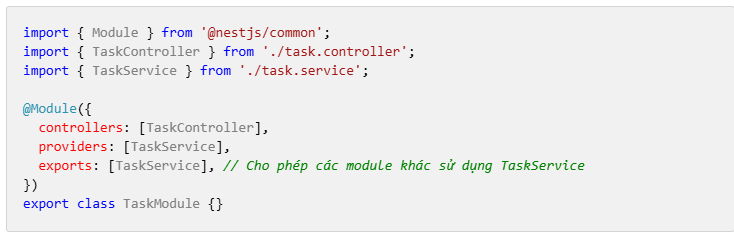 import { Module } from '@nestjs/common';
import { TaskController } from './task.controller';
import { TaskService } from './task.service';

@Module({
  controllers: [TaskController],
  providers: [TaskService],
  exports: [TaskService], // Cho phép các module khác sử dụng TaskService
})
export class TaskModule {}